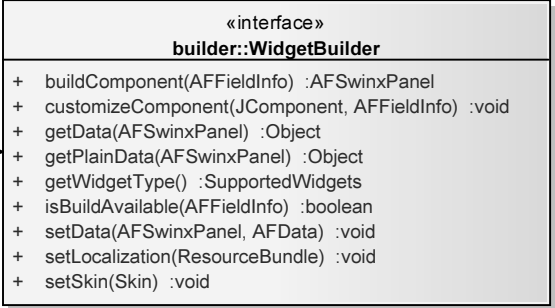 «interface»
builder::WidgetBuilder
+ buildComponent(AFFieldInfo) :AFSwinxPanel
+ customizeComponent(JComponent, AFFieldInfo) :void
+ getData(AFSwinxPanel) :Object
+ getPlainData(AFSwinxPanel) :Object
+ getWidgetType() :SupportedWidgets
+ isBuildAvailable(AFFieldInfo) :boolean
+ setData(AFSwinxPanel, AFData) :void
+ setLocalization(ResourceBundle) :void
+ setSkin(Skin) :void